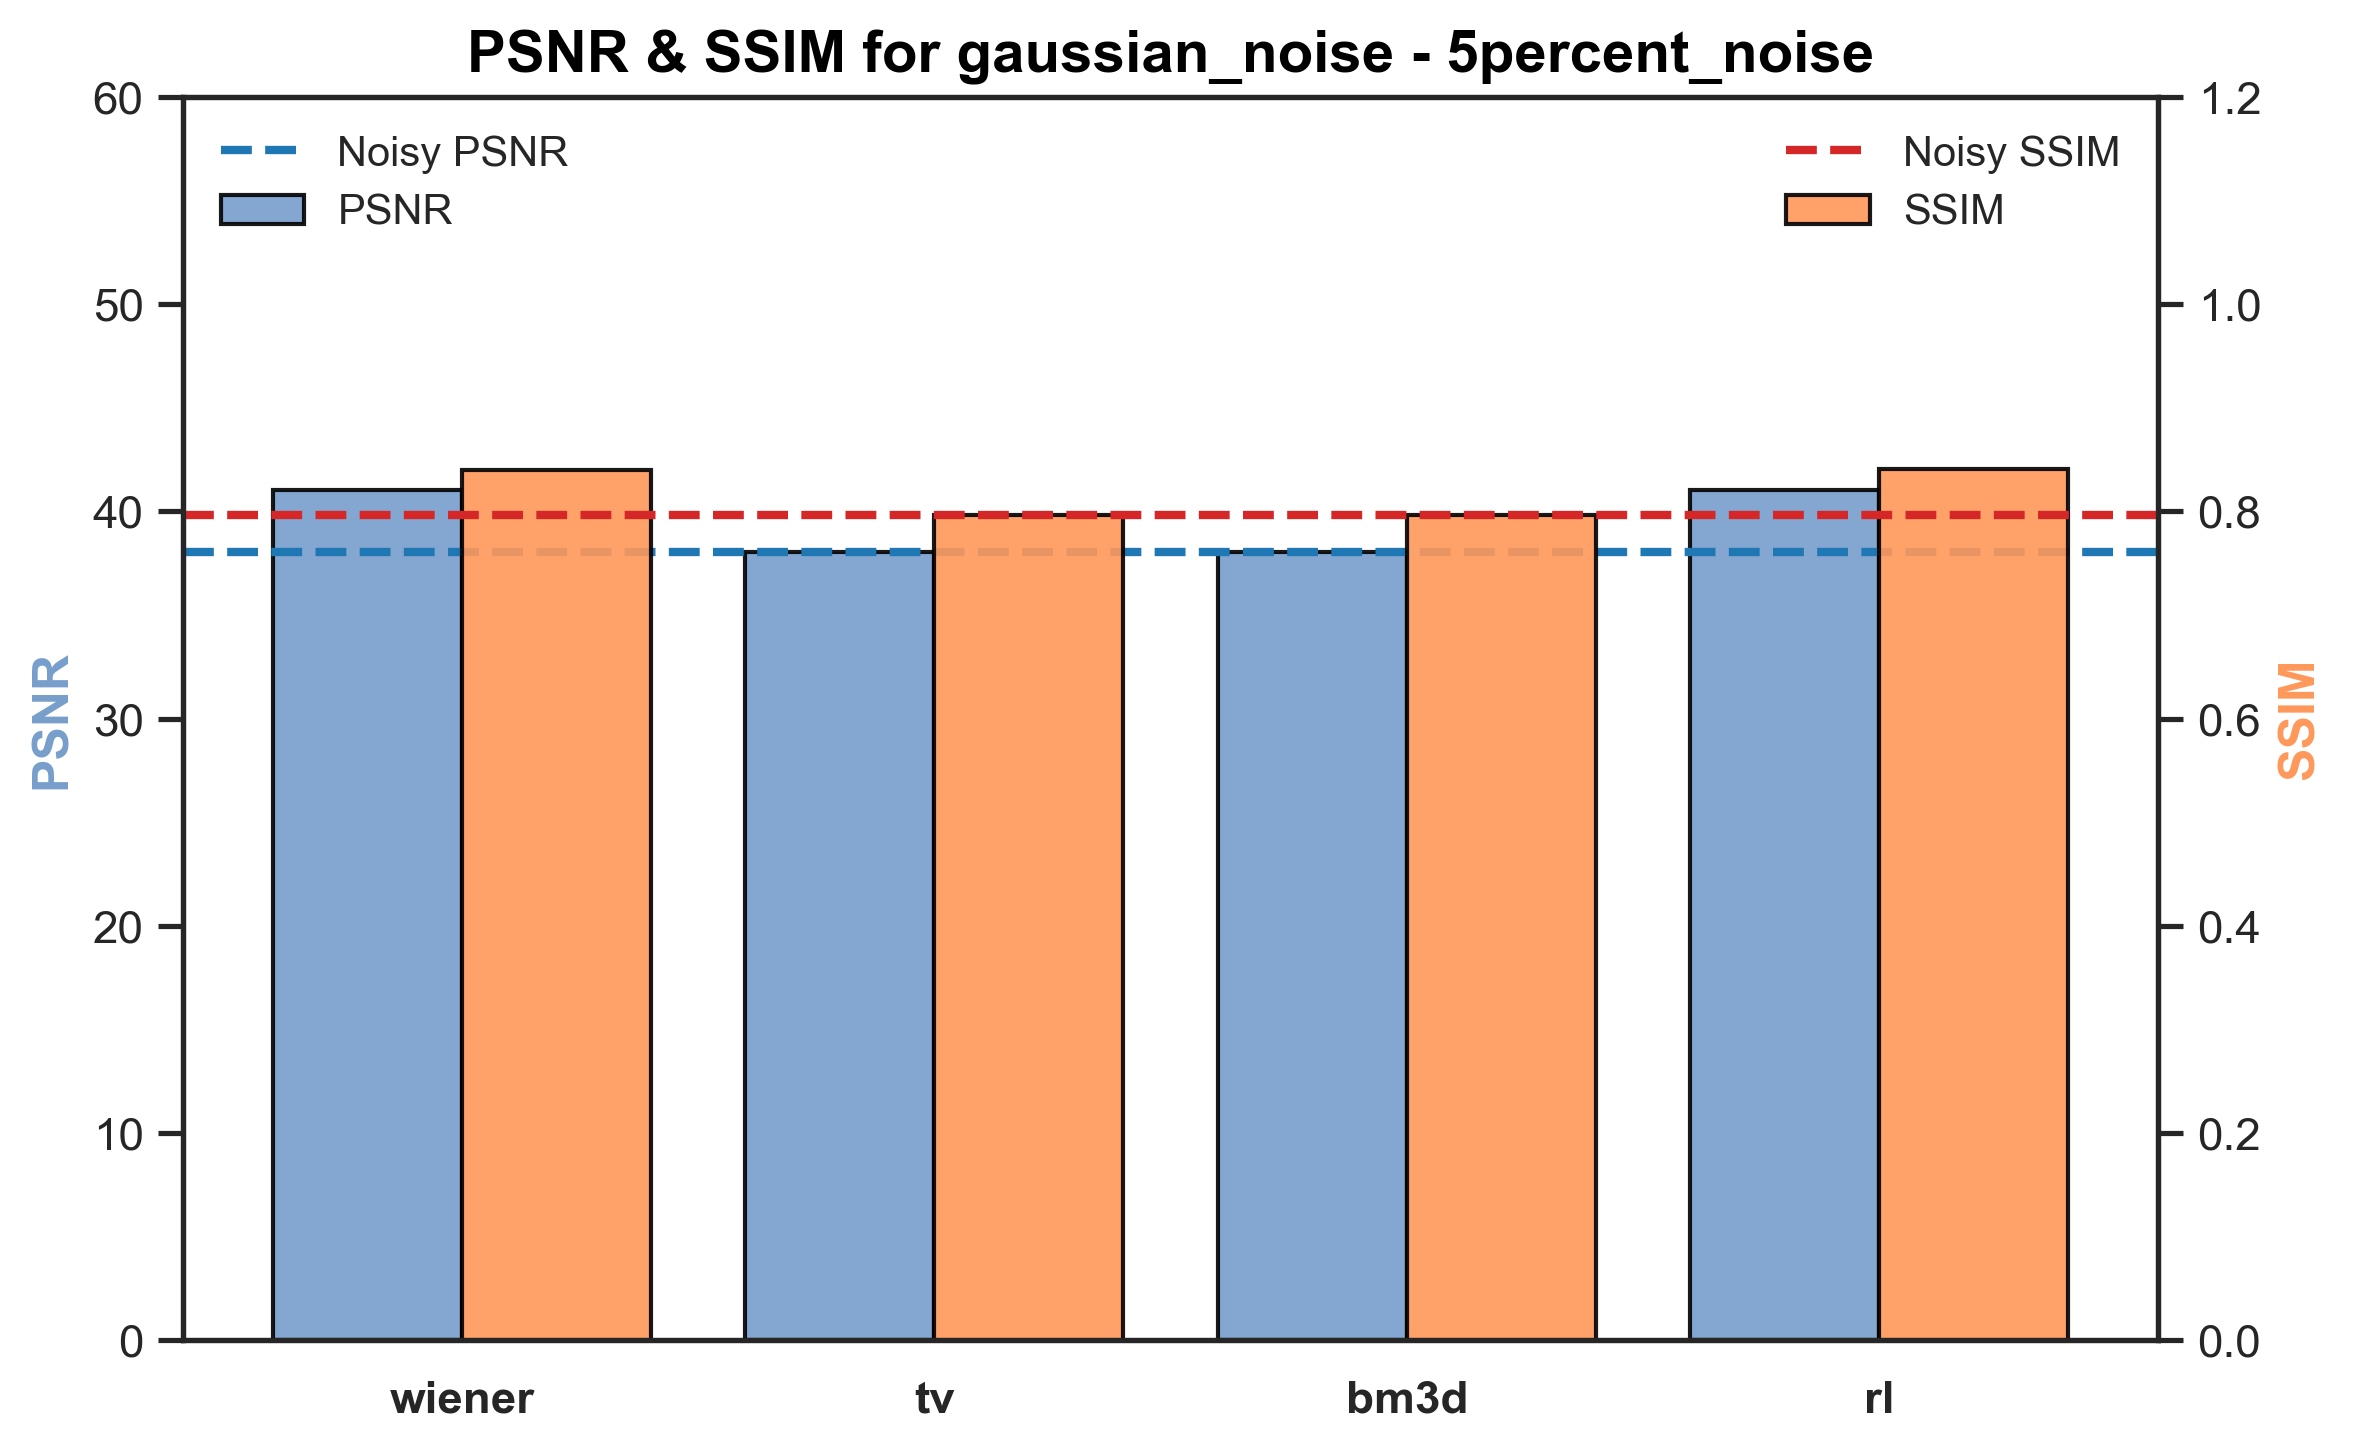 PSNR & SSIM for gaussian_noise - 5percent_noise
60
50
40
30
20
10
0
PSNR
Noisy PSNR
PSNR
Noisy SSIM
SSIM
1.2
1.0
0.8
0.6
0.4
0.2
0.0
SSIM
wiener
tv
bm3d
rl